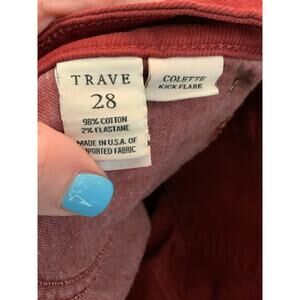 TRAVE
28
98% COTTON
2% ELASTANE
MADE IN U.S.A. OF
IMPORTED FABRIC
COLETTE
KICK FLARE